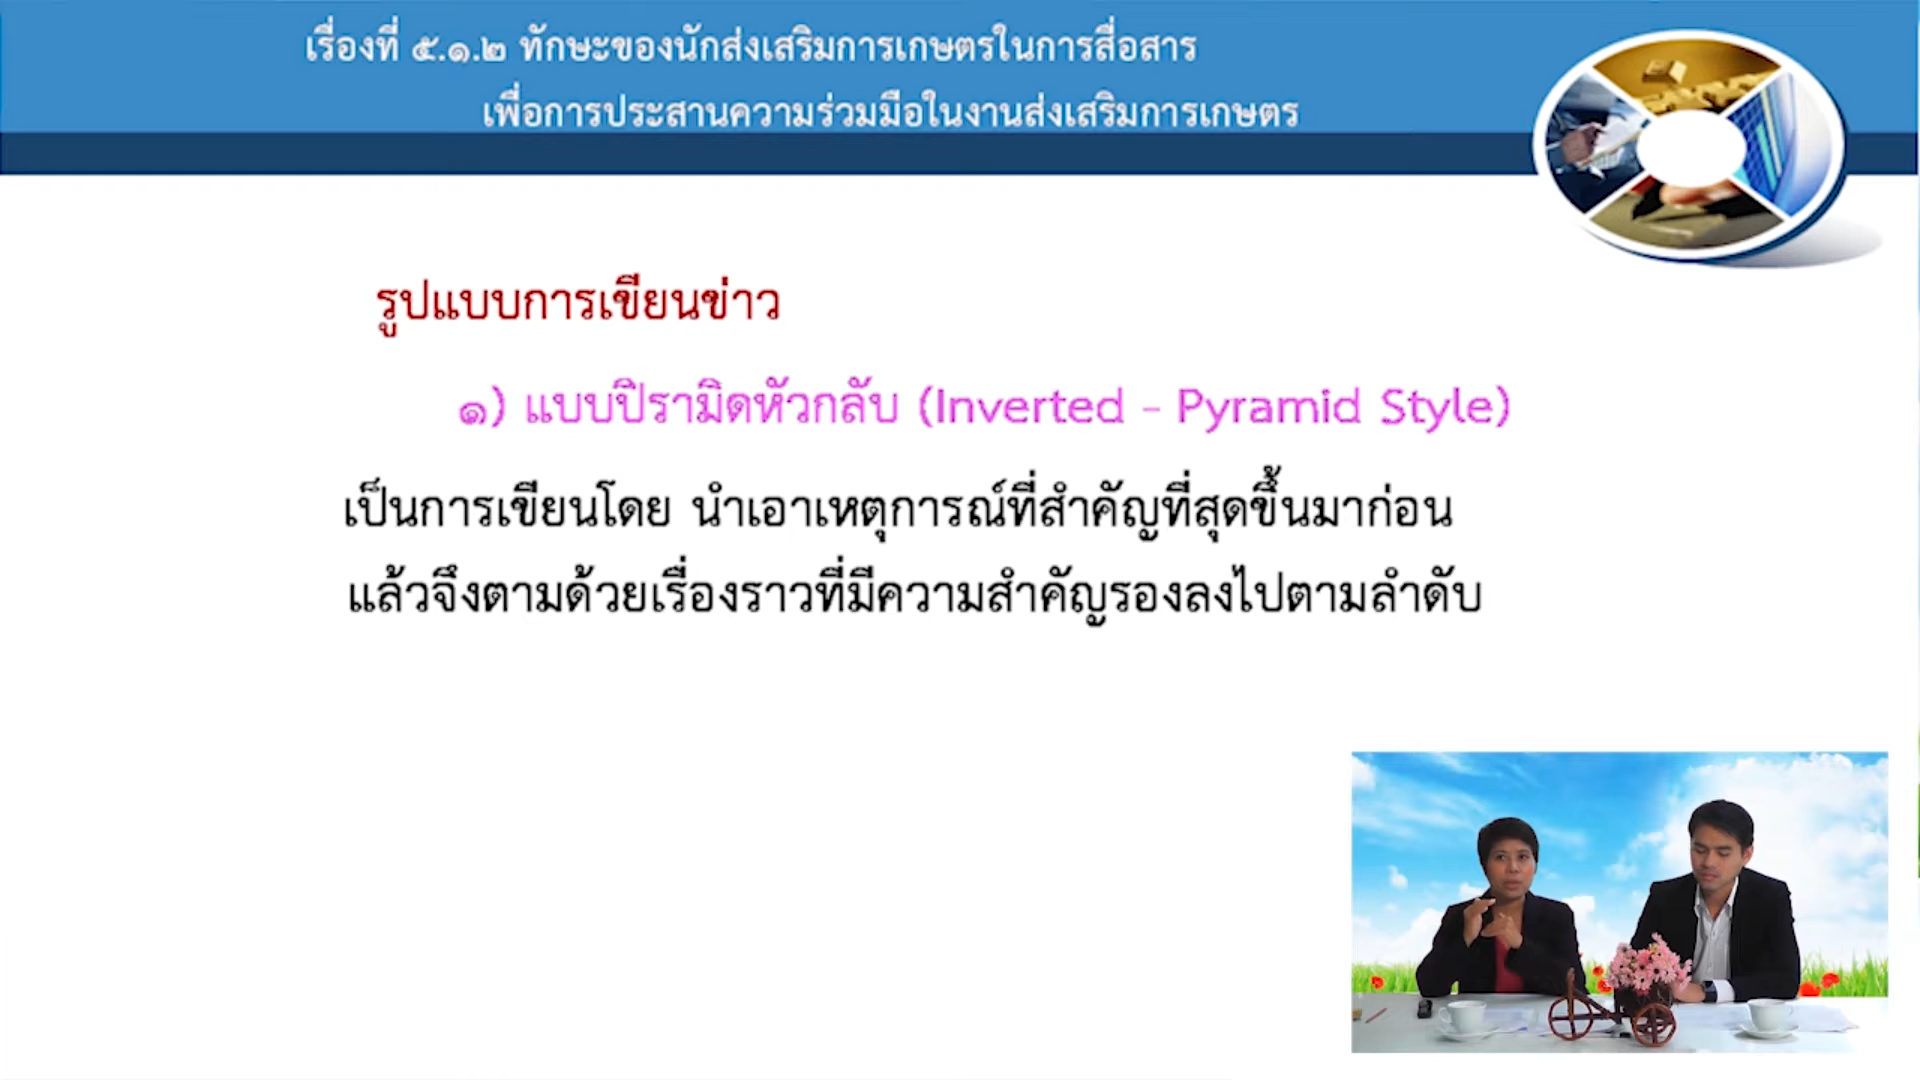 เรื่องที่ ๕.๑.๒ ทักษะของนักส่งเสริมการเกษตรในการสื่อสาร
เพื่อการประสานความร่วมมือในงานส่งเสริมการเกษตร
รูปแบบการเขียนข่าว
๑) แบบปิรามิดหัวกลับ (Inverted - Pyramid Style)
เป็นการเขียนโดย นำเอาเหตุการณ์ที่สำคัญที่สุดขึ้นมาก่อน
แล้วจึงตามด้วยเรื่องราวที่มีความสำคัญรองลงไปตามลำดับ